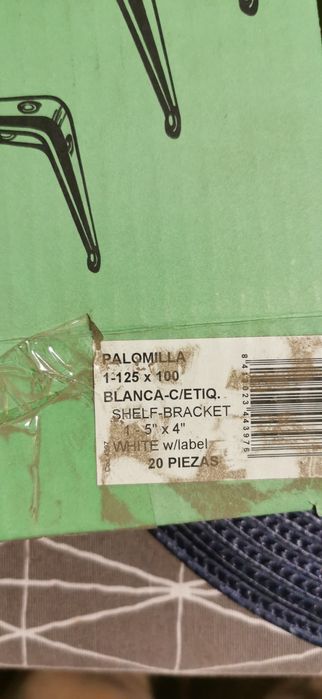 PALOMILLA
1-125 x 100
BLANCA-C/ETIQ.
SHELF-BRACKET
1 - 5" x 4"
WHITE w/label
20 PIEZAS